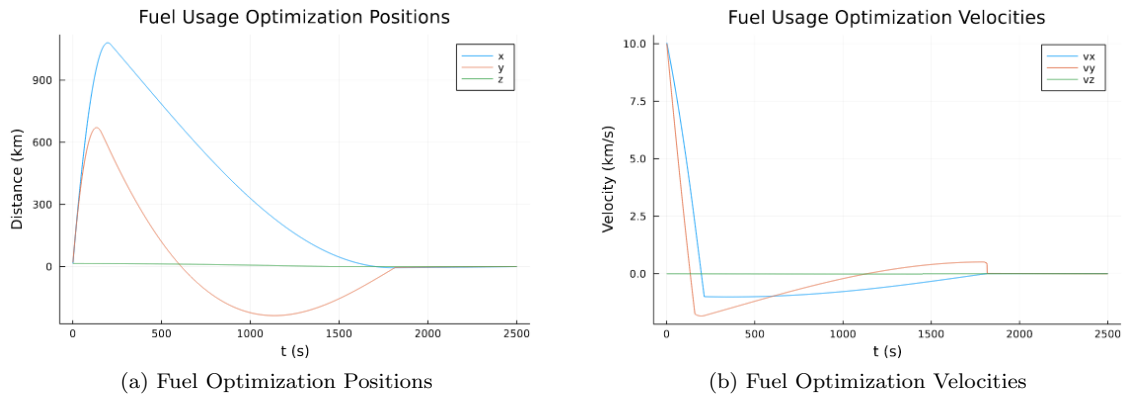 Fuel Usage Optimization Positions
x
y
z
900
600
300
0
Distance (km)
0
500
1000
1500
2000
2500
t (s)
(a) Fuel Optimization Positions
Fuel Usage Optimization Velocities
vx
vy
vz
10.0
7.5
5.0
2.5
0.0
Velocity (km/s)
0
500
1000
1500
2000
2500
t (s)
(b) Fuel Optimization Velocities